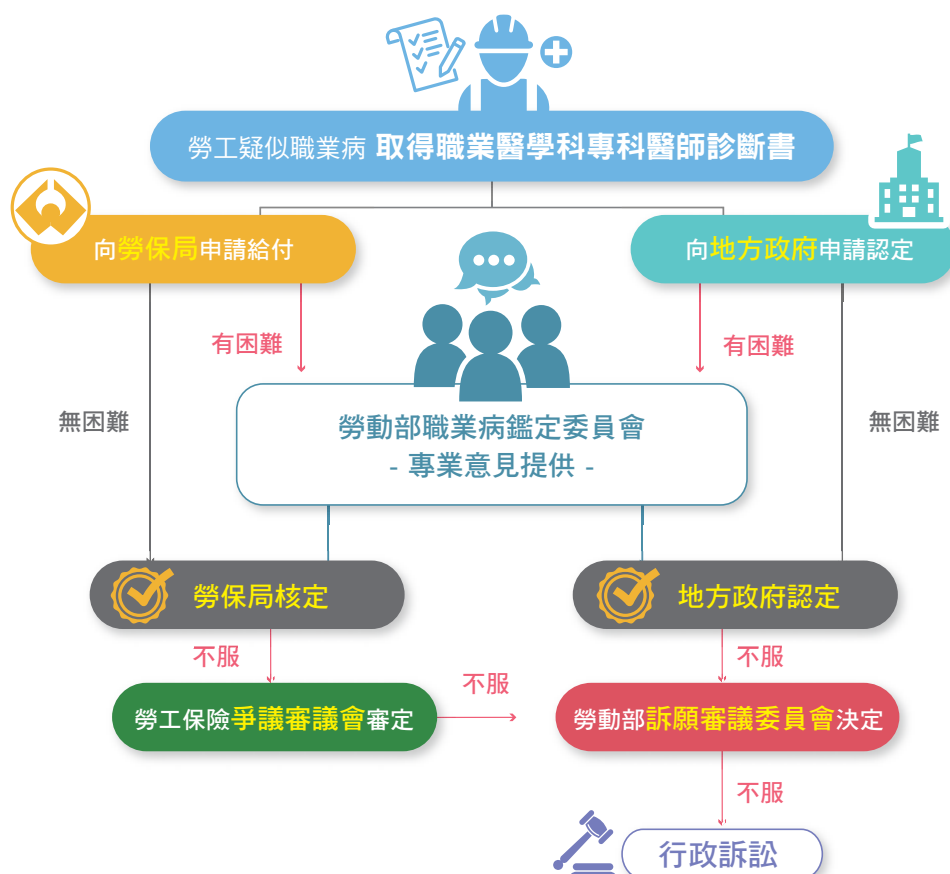 勞工疑似職業病 取得職業醫學科專科醫師診斷書
向勞保局申請給付
向地方政府申請認定
有困難
有困難
無困難
無困難
勞動部職業病鑑定委員會
- 專業意見提供 -
勞保局核定
地方政府認定
不服
不服
不服
勞工保險爭議審議會審定
勞動部訴願審議委員會決定
不服
行政訴訟